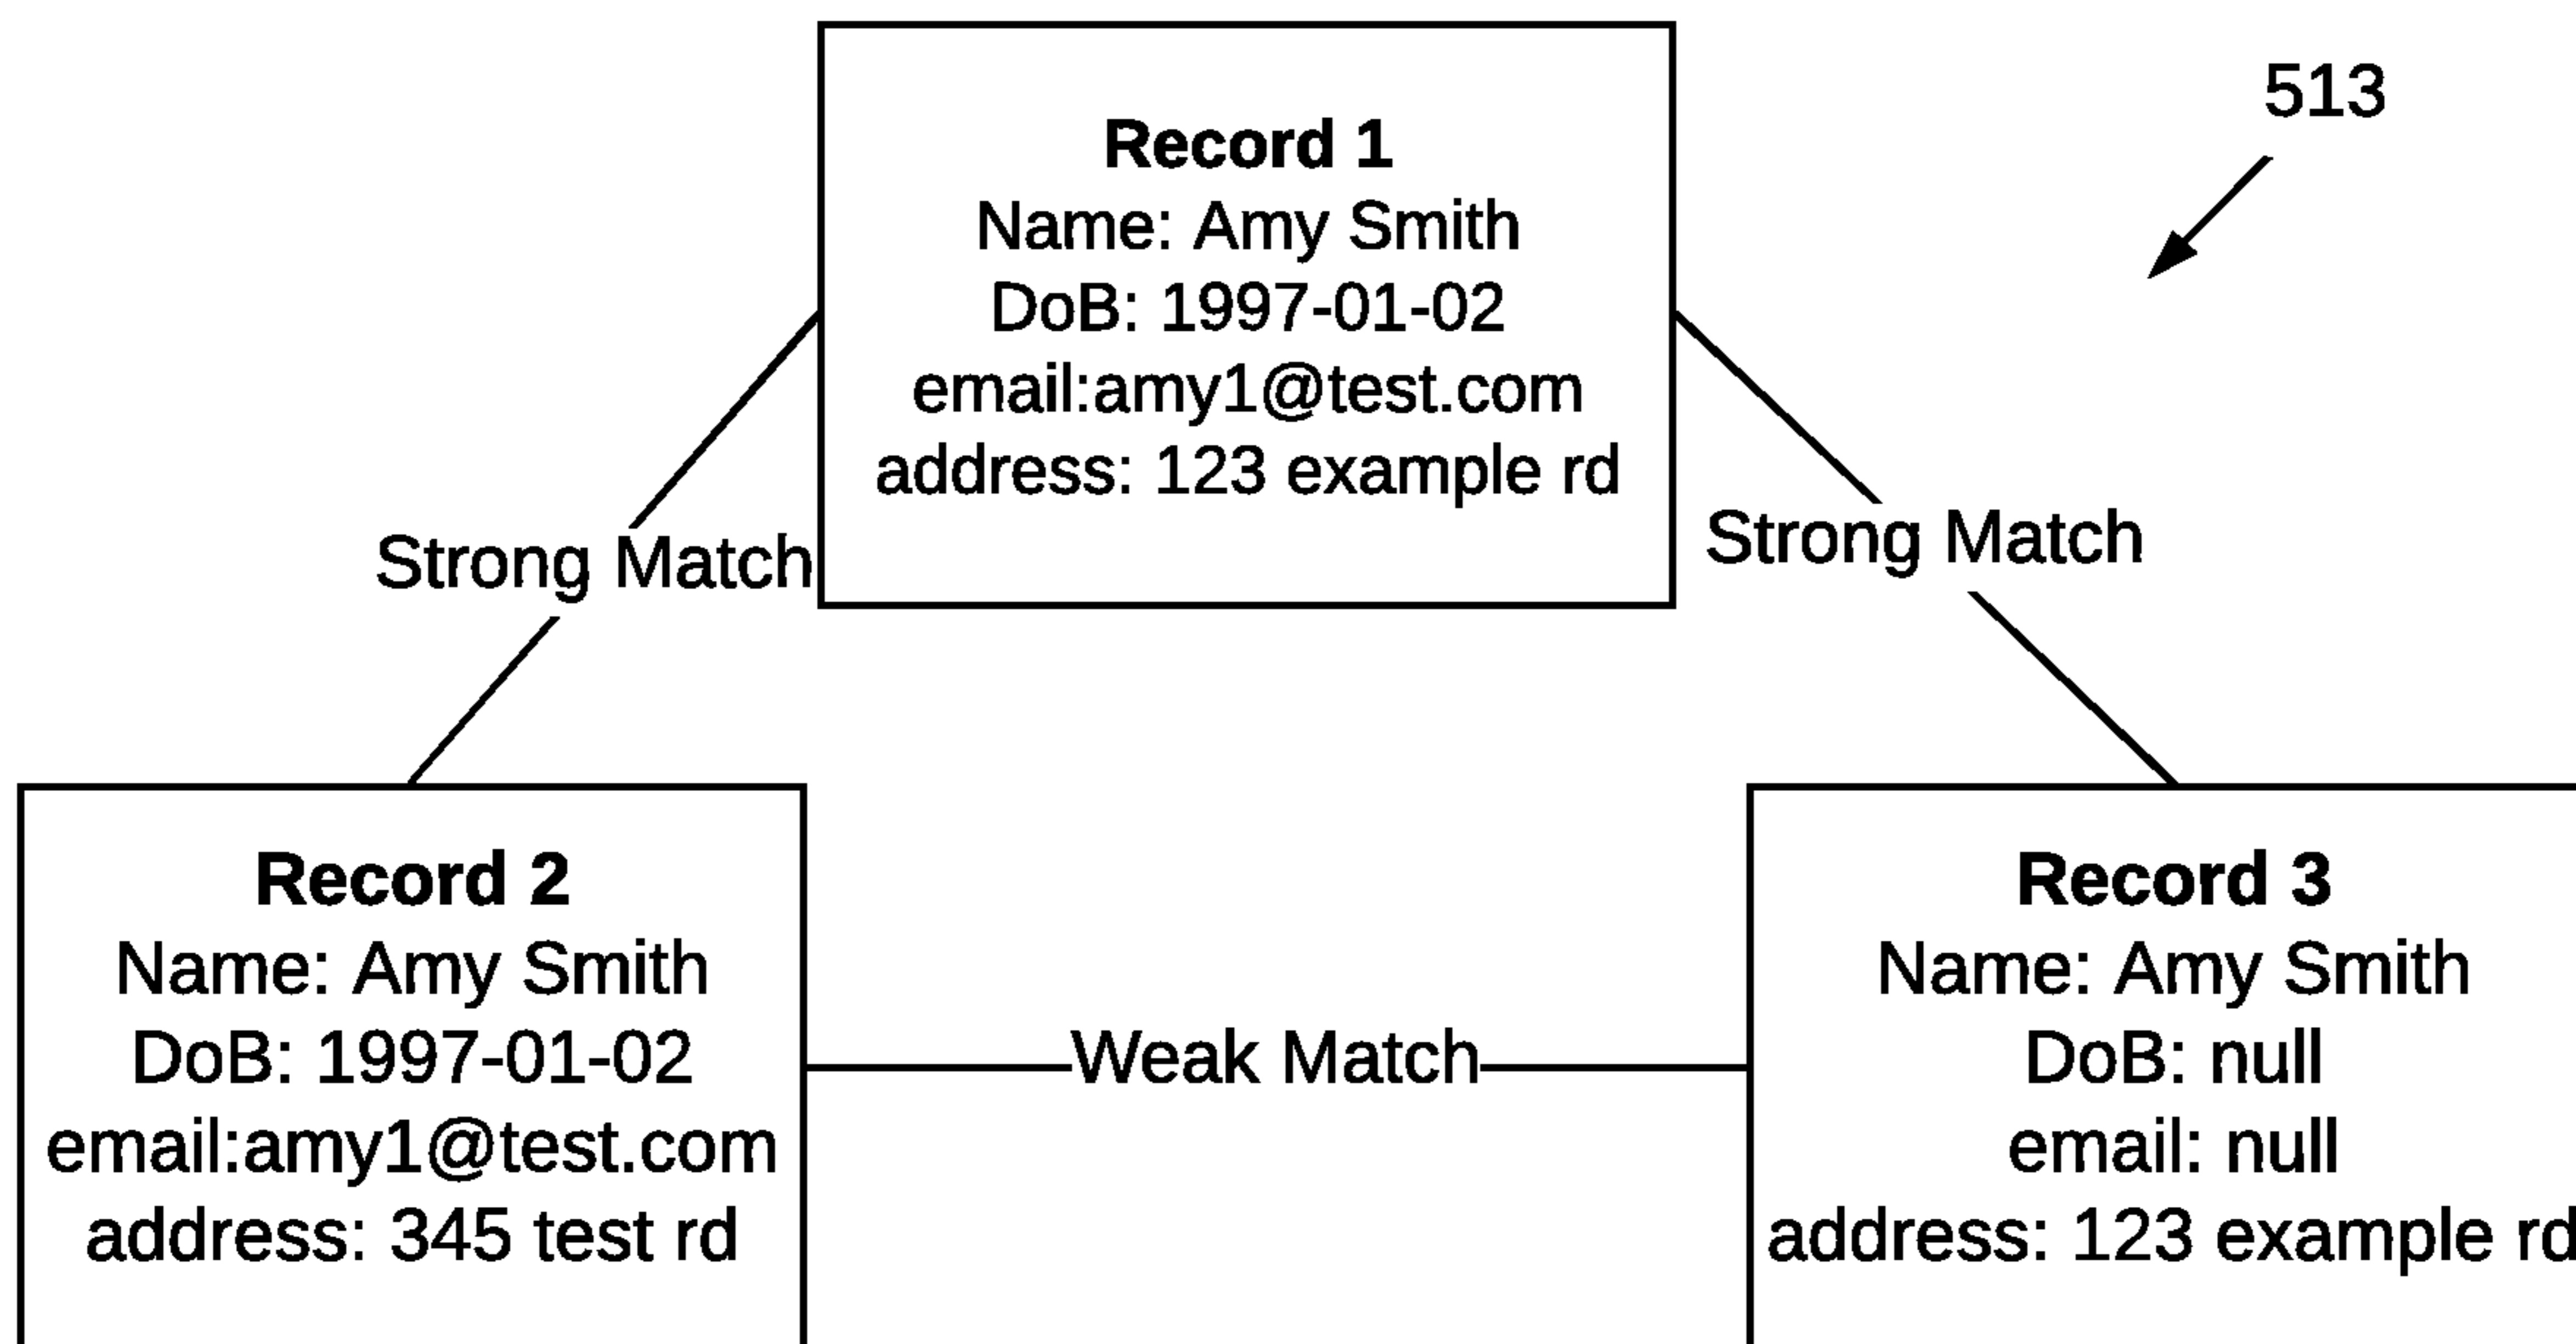 513
Record 1
Name: Amy Smith
DoB: 1997-01-02
email:amy1@test.com
address: 123 example rd
Strong Match
Strong Match
Record 2
Name: Amy Smith
DoB: 1997-01-02
email:amy1@test.com
address: 345 test rd
Weak Match
Record 3
Name: Amy Smith
DoB: null
email: null
address: 123 example rd